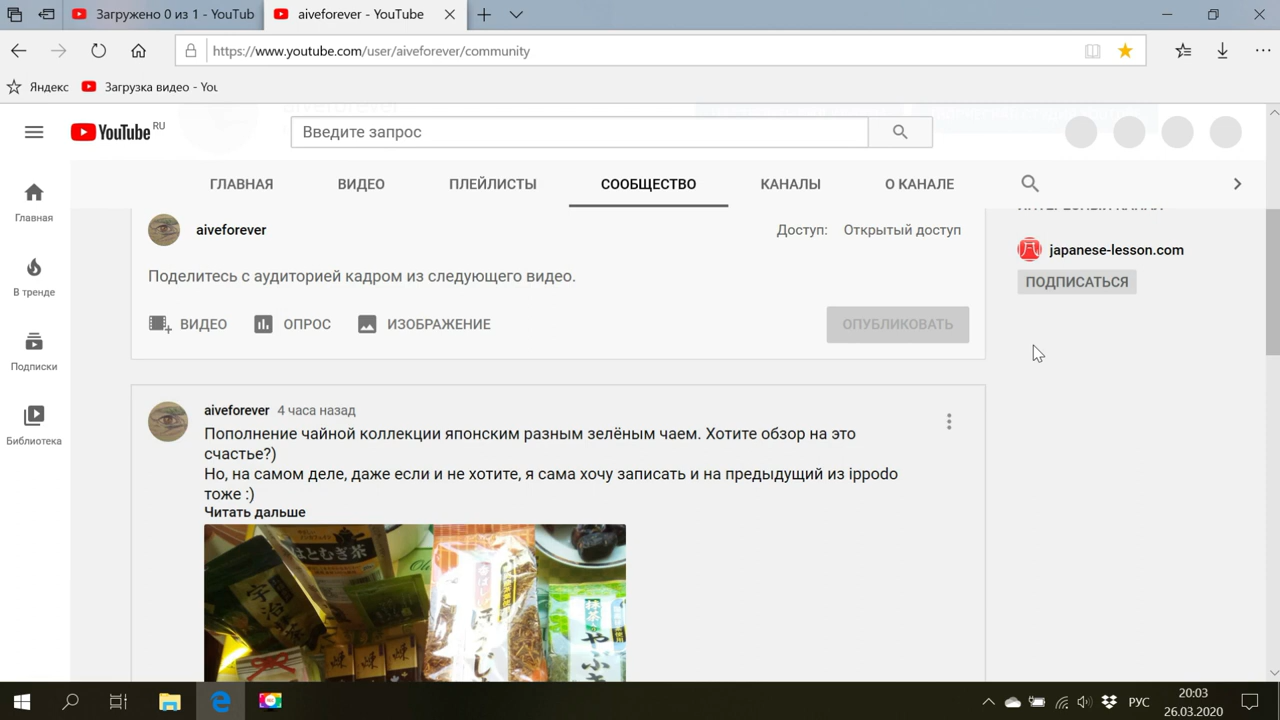 Загружено 0 из 1 - YouTub
aiveforever - YouTube
https://www.youtube.com/user/aiveforever/community
Яндекс
Загрузка видео - You
YouTube RU
Введите запрос
ГЛАВНАЯ
ВИДЕО
ПЛЕЙЛИСТЫ
СООБЩЕСТВО
КАНАЛЫ
О КАНАЛЕ
Главная
В тренде
Подписки
Библиотека
aiveforever
Доступ: Открытый доступ
Поделитесь с аудиторией кадром из следующего видео.
ВИДЕО
ОПРОС
ИЗОБРАЖЕНИЕ
ОПУБЛИКОВАТЬ
japanese-lesson.com
ПОДПИСАТЬСЯ
aiveforever 4 часа назад
Пополнение чайной коллекции японским разным зелёным чаем. Хотите обзор на это
счастье?)
Но, на самом деле, даже если и не хотите, я сама хочу записать и на предыдущий из ippodo
тоже :)
Читать дальше
はとむぎ茶
宇治茶
抹茶
РУС
20:03
26.03.2020